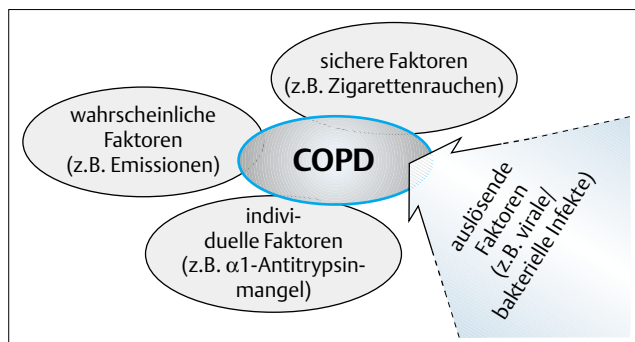 sichere Faktoren
(z.B. Zigarettenrauchen)
wahrscheinliche
Faktoren
(z.B. Emissionen)
COPD
indivi-
duelle Faktoren
(z.B. α1-Antitrypsin-
mangel)
auslösende
Faktoren
(z.B. virale/
bakterielle Infekte)